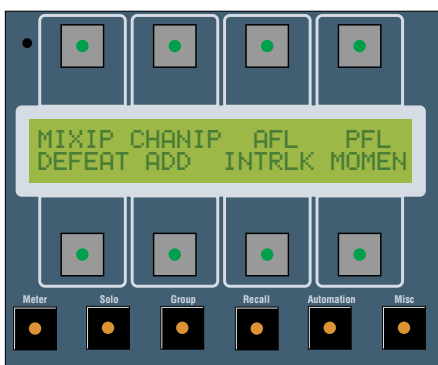 MIXIP CHANIP AFL PFL
DEFEAT ADD INTRLK MOMEN
Meter Solo Group Recall Automation Misc